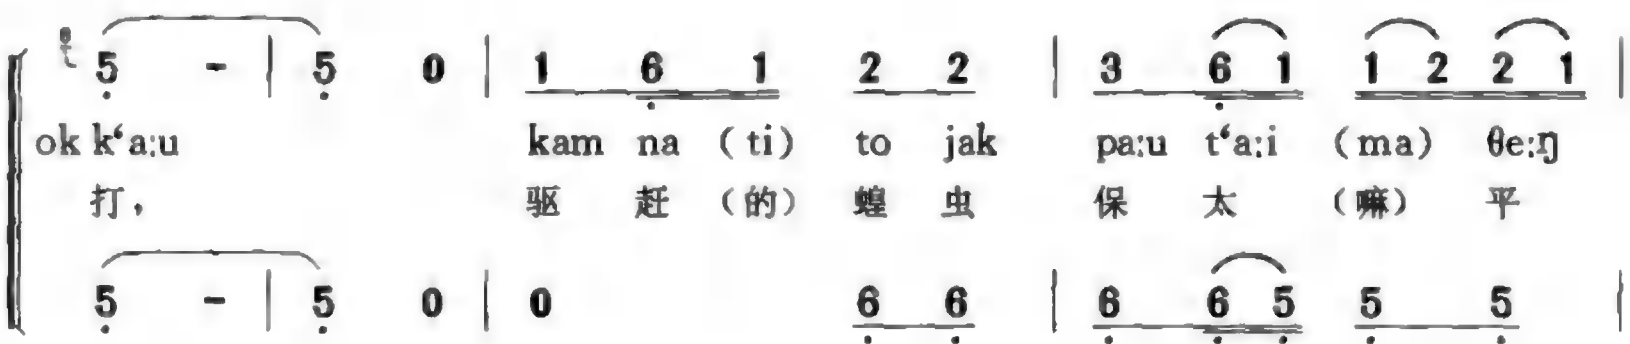 5 - | 5 0 | 1 6 1 2 2 | 3 6 1 1 2 2 1 |
ok k‘a:u kam na (ti) to jak pa:u t‘a:i (ma) θe:ŋ
打， 驱 赶 (的) 蝗 虫 保 太 (嘛) 平
5 - | 5 0 | 0 6 6 | 6 6 5 5 5 |